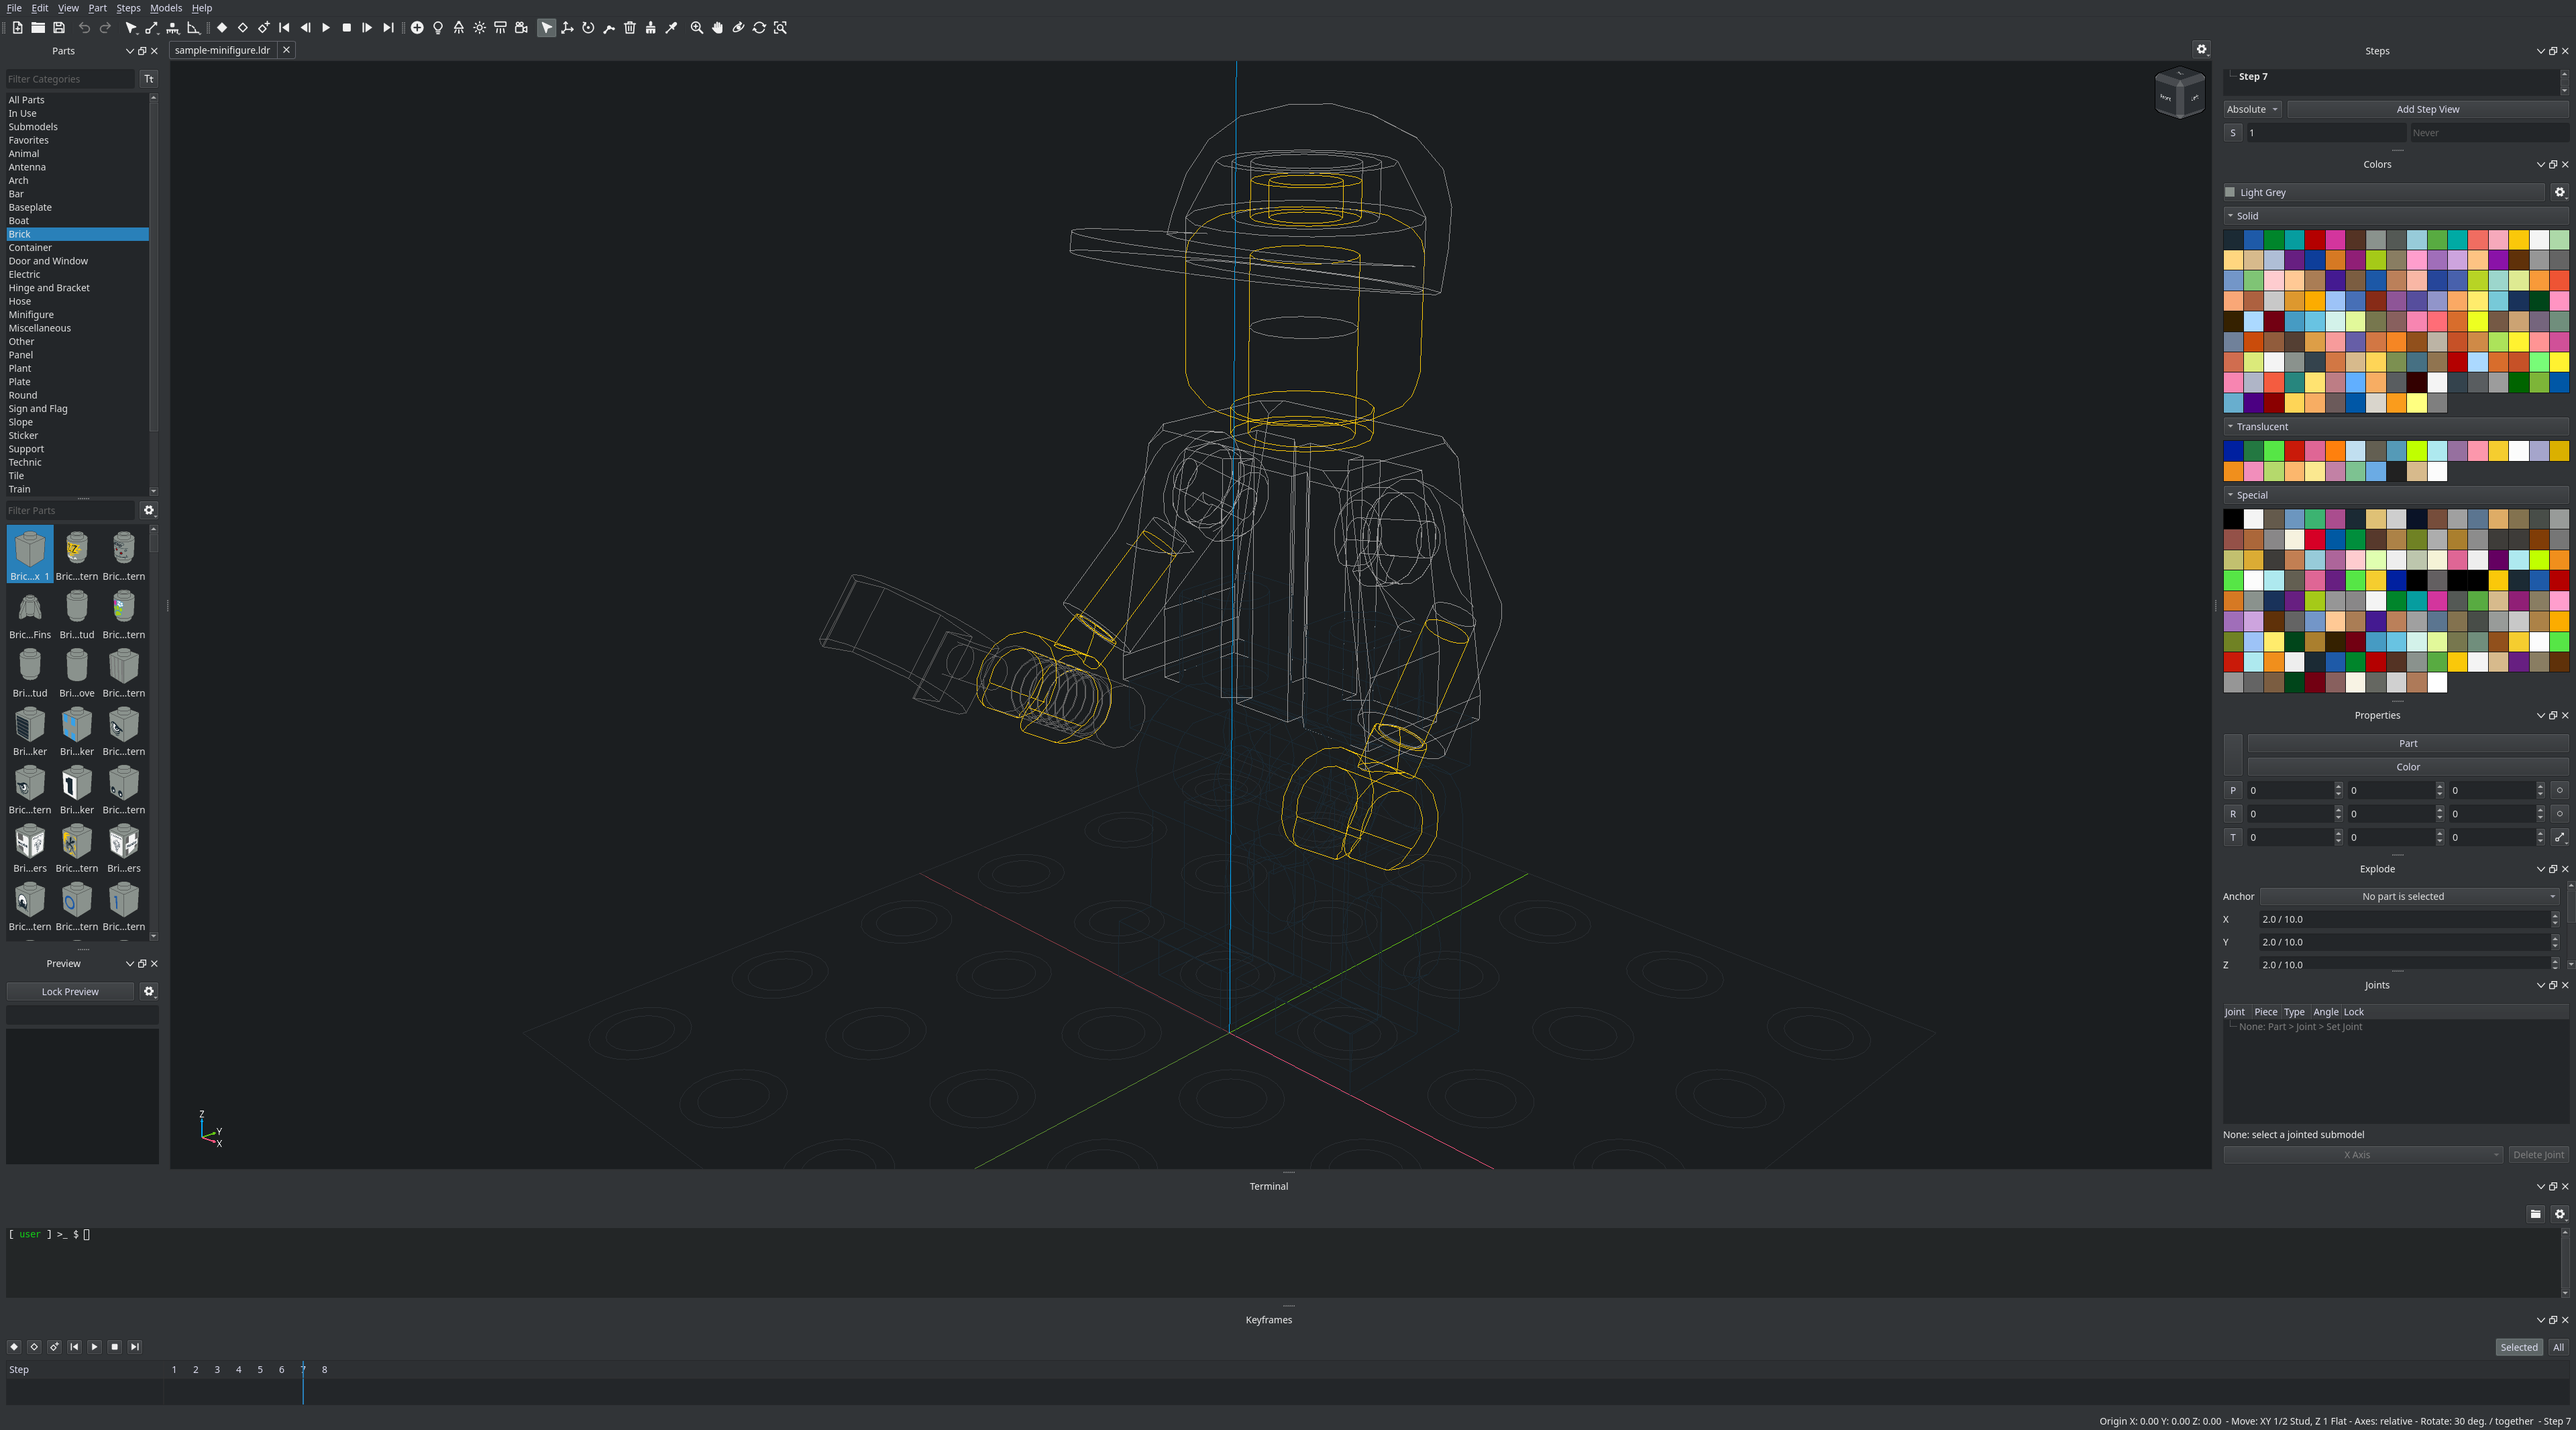 File Edit View Part Steps Models Help
Parts
sample-minifigure.ldr
Steps
Filter Categories
Tt
All Parts
In Use
Submodels
Favorites
Animal
Antenna
Arch
Bar
Baseplate
Boat
Brick
Container
Door and Window
Electric
Hinge and Bracket
Hose
Minifigure
Miscellaneous
Other
Panel
Plant
Plate
Round
Sign and Flag
Slope
Sticker
Support
Technic
Tile
Train
Filter Parts
Bric...x 1 Bric...tern Bric...tern
Bric...Fins Bri...tud Bric...tern
Bri...tud Bri...ove Bric...tern
Bri...ker Bri...ker Bric...tern
Bric...tern Bri...ker Bric...tern
Bri...ers Bric...tern Bri...ers
Bric...tern Bric...tern Bric...tern
Preview
Lock Preview
Z
Y
X
Step 7
Absolute Add Step View
S 1 Never
Colors
Light Grey
Solid
Translucent
Special
Properties
Part
Color
P 0 0 0
R 0 0 0
T 0 0 0
Explode
Anchor No part is selected
X 2.0 / 10.0
Y 2.0 / 10.0
Z 2.0 / 10.0
Joints
Joint Piece Type Angle Lock
None: Part > Joint > Set Joint
None: select a jointed submodel
X Axis Delete Joint
Terminal
[ user ] >_ $
Keyframes
Selected All
Step 1 2 3 4 5 6 7 8
Origin X: 0.00 Y: 0.00 Z: 0.00 - Move: XY 1/2 Stud, Z 1 Flat - Axes: relative - Rotate: 30 deg. / together - Step 7